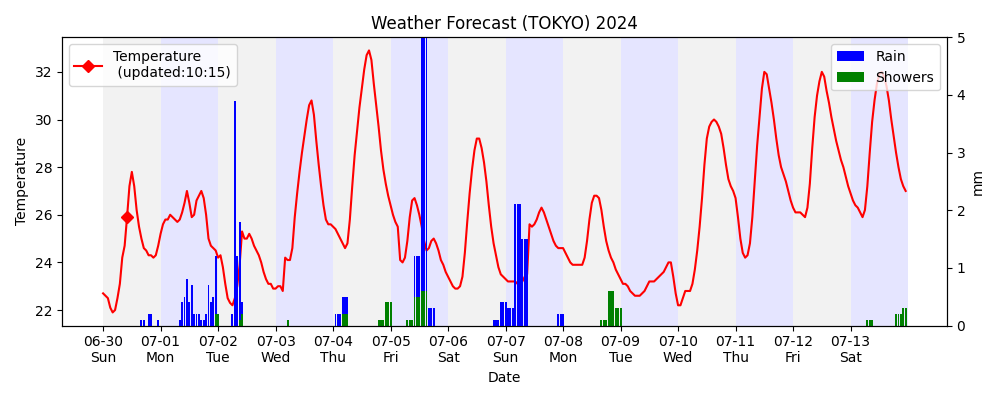 Weather Forecast (TOKYO) 2024
Temperature
(updated:10:15)
Rain
Showers
Temperature
32
30
28
26
24
22
5
4
3
2
1
0
mm
06-30 07-01 07-02 07-03 07-04 07-05 07-06 07-07 07-08 07-09 07-10 07-11 07-12 07-13
Sun Mon Tue Wed Thu Fri Sat Sun Mon Tue Wed Thu Fri Sat
Date